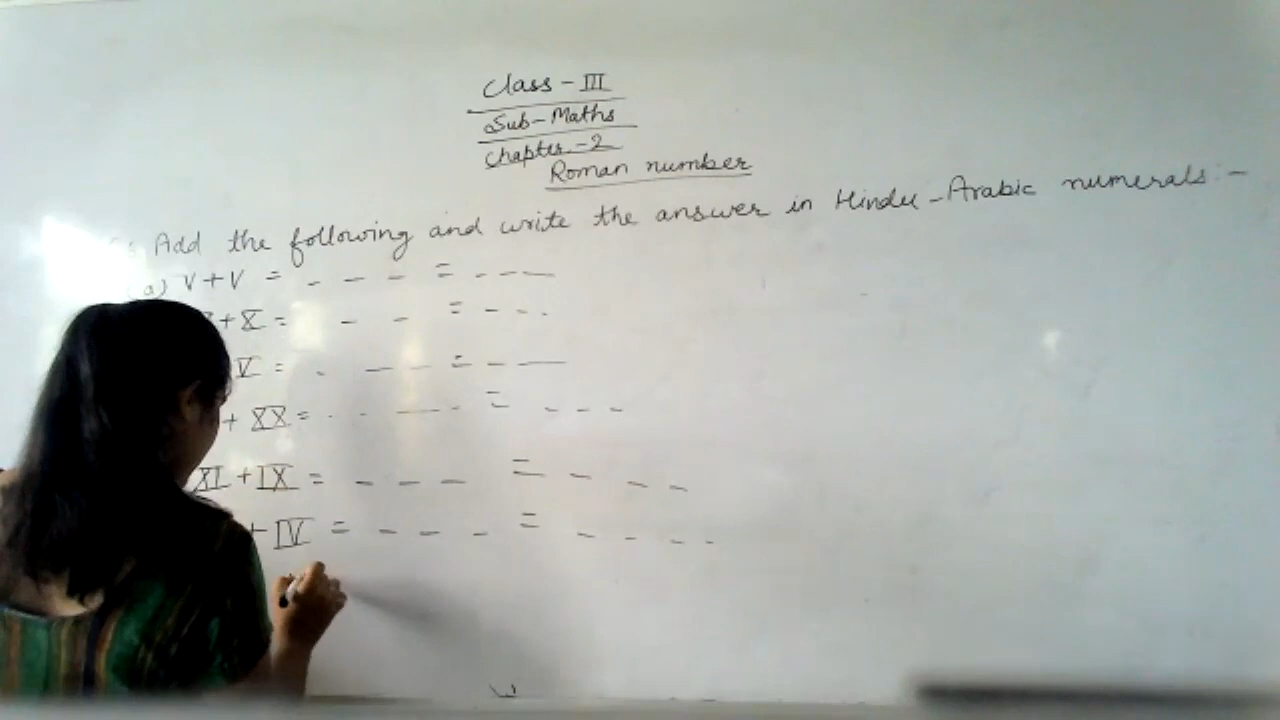 Class - III
Sub - Maths
Chapter - 2
Roman number
Add the following and write the answer in Hindu - Arabic numerals :-
(a) V + V = _ _ _ = _ _ _
+ X = _ _ = _ _ _
V = _ _ _ = _ _
+ XX = _ _ _ _ = _ _ _
XI + IX = _ _ _ = _ _ _
+ IV = _ _ _ = _ _ _ _